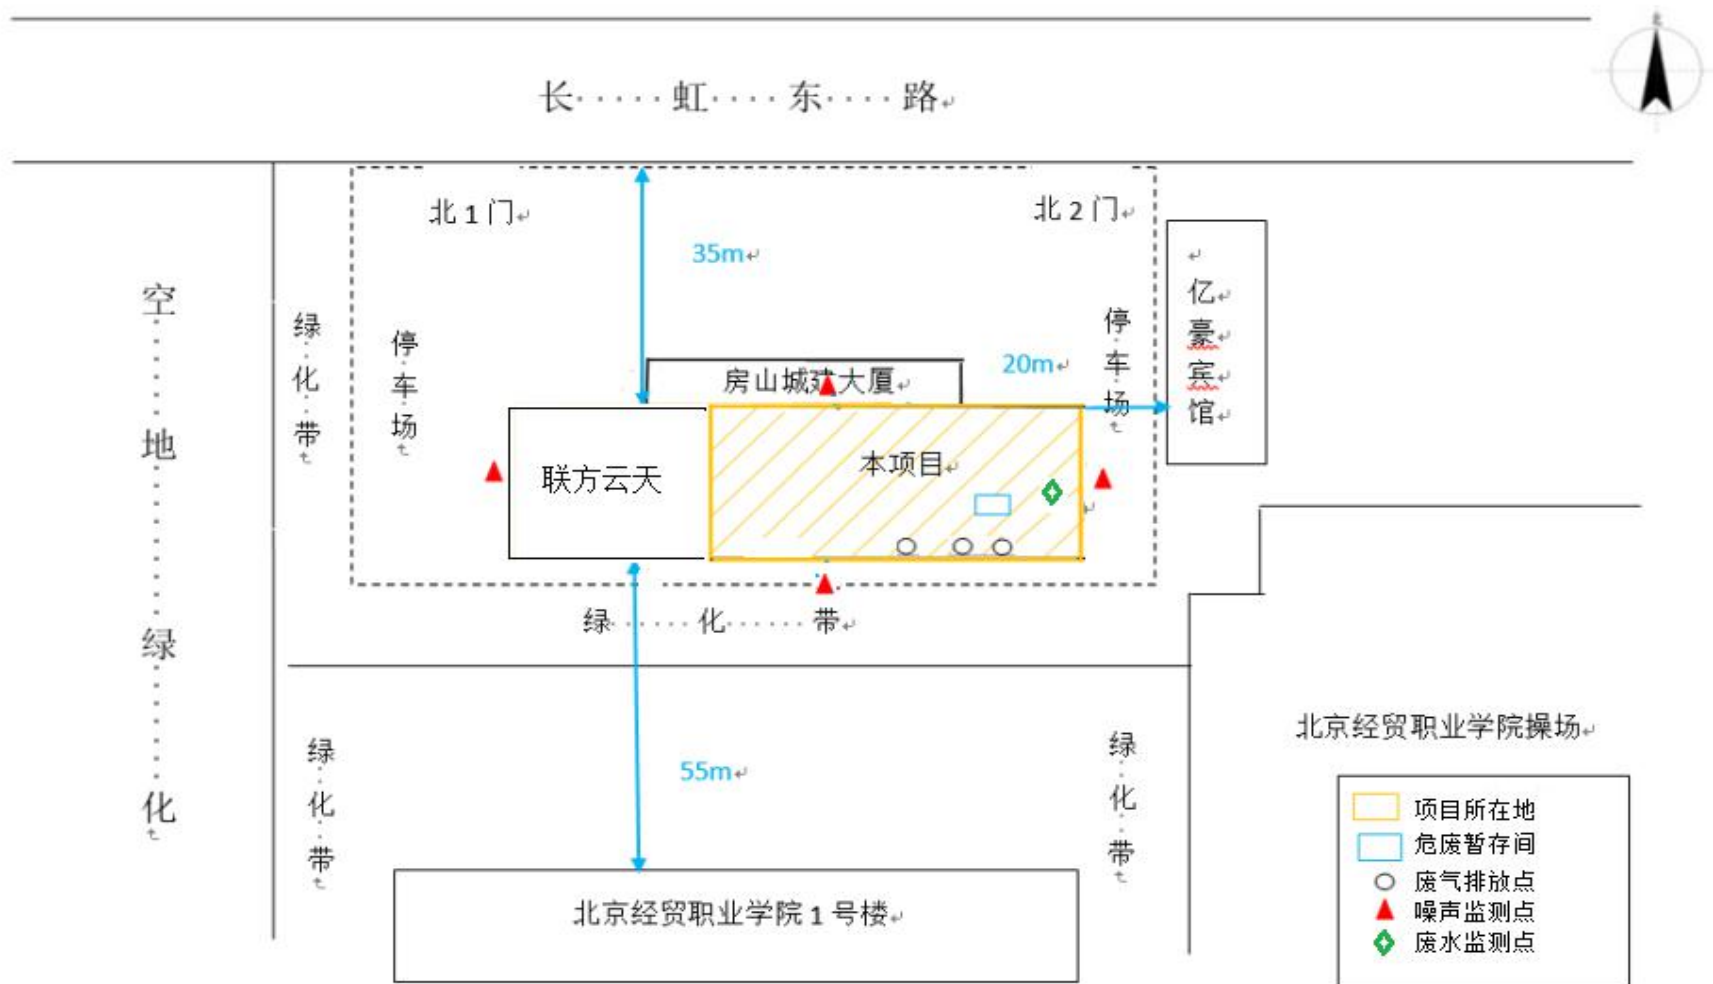 北
长·····虹····东····路
北 1 门
北 2 门
35m
空·····地·····绿·····化
绿化带
停车场
房山城建大厦
20m
停车场
亿豪宾馆
联方云天
本项目
绿······化······带
北京经贸职业学院操场
绿化带
55m
绿化带
北京经贸职业学院 1 号楼
项目所在地
危废暂存间
废气排放点
噪声监测点
废水监测点